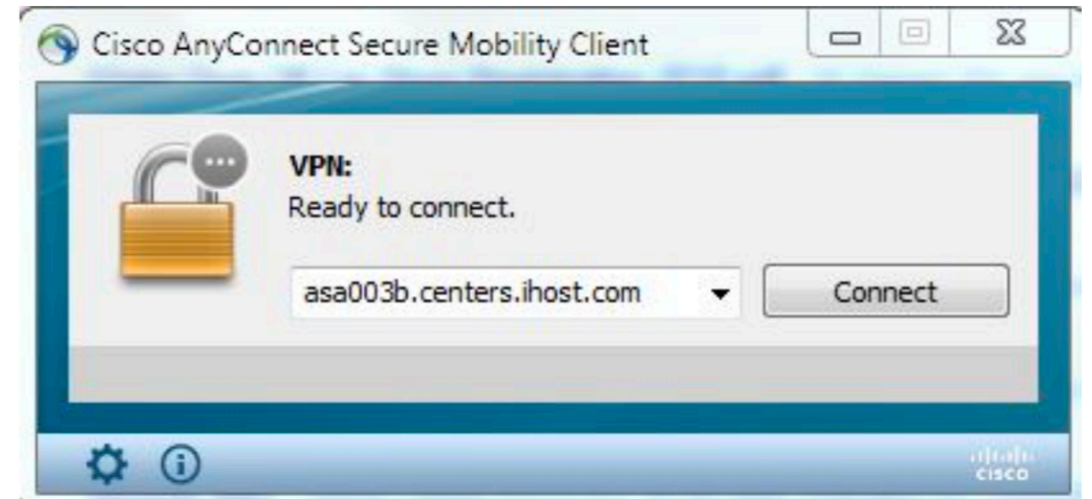 Cisco AnyConnect Secure Mobility Client
VPN:
Ready to connect.
asa003b.centers.ihost.com
Connect
CISCO